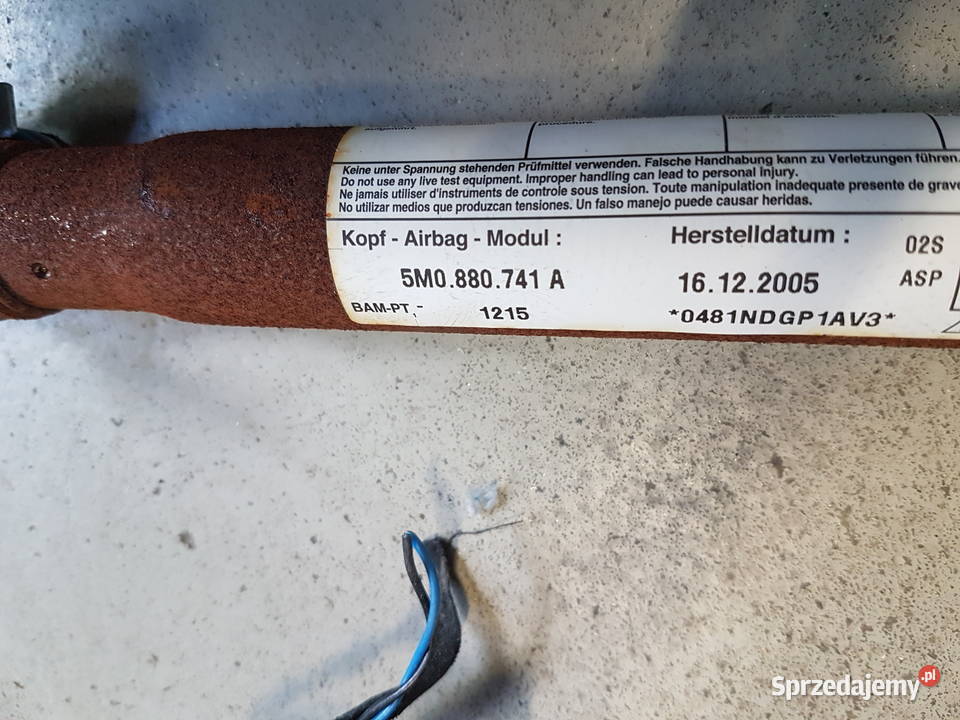 Keine unter Spannung stehenden Prüfmittel verwenden. Falsche Handhabung kann zu Verletzungen führen.
Do not use any live test equipment. Improper handling can lead to personal Injury.
Ne jamais utiliser d'instruments de controle sous tension. Toute manipulation inadequate presente de grave
No utilizar medios que produzcan tensiones. Un falso manejo puede causar heridas.
Kopf - Airbag - Modul : Herstelldatum : 02S
5M0.880.741 A 16.12.2005 ASP
BAM-PT,- 1215 *0481NDGP1AV3*
Sprzedajemy.pl